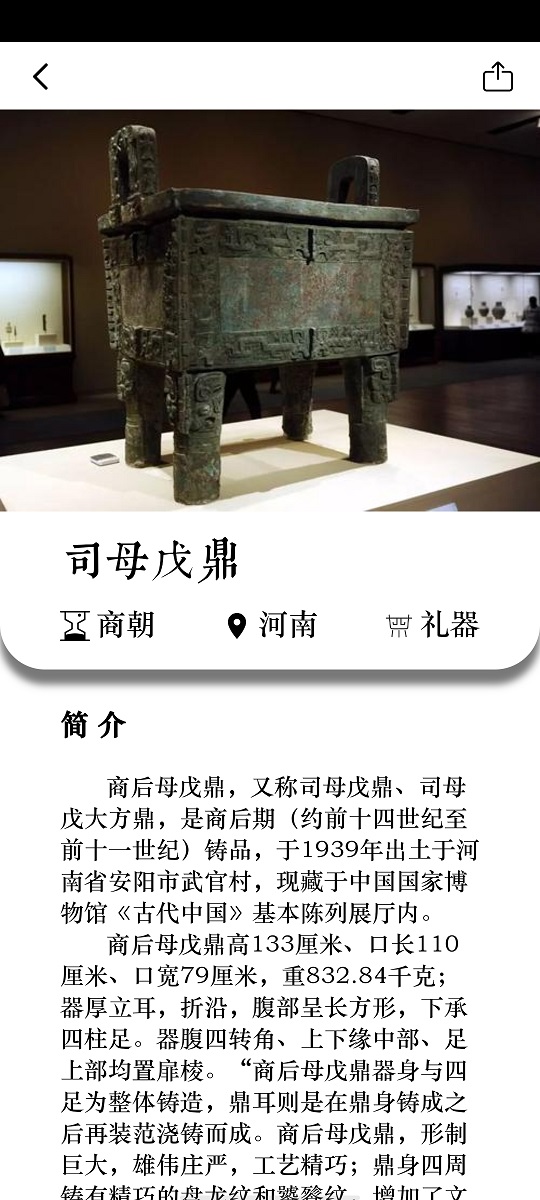 司母戊鼎
商朝 河南 礼器
简介
商后母戊鼎，又称司母戊鼎、司母
戊大方鼎，是商后期（约前十四世纪至
前十一世纪）铸品，于1939年出土于河
南省安阳市武官村，现藏于中国国家博
物馆《古代中国》基本陈列展厅内。
商后母戊鼎高133厘米、口长110
厘米、口宽79厘米，重832.84千克；
器厚立耳，折沿，腹部呈长方形，下承
四柱足。器腹四转角、上下缘中部、足
上部均置扉棱。“商后母戊鼎器身与四
足为整体铸造，鼎耳则是在鼎身铸成之
后再装范浇铸而成。商后母戊鼎，形制
巨大，雄伟庄严，工艺精巧；鼎身四周
铸有精巧的盘龙纹和饕餮纹，增加了文